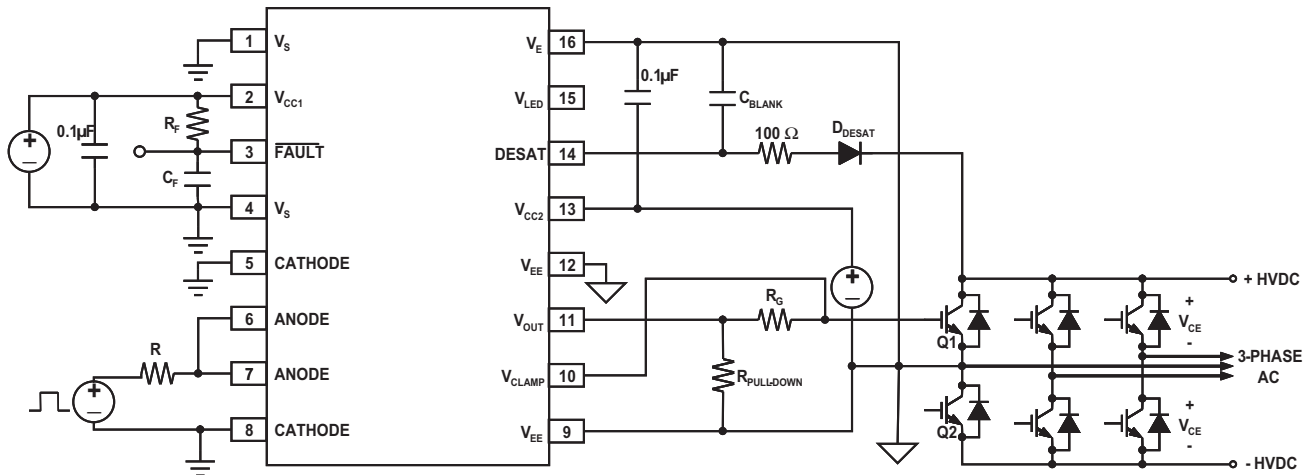 1 V_S
2 V_CC1
3 FAULT
4 V_S
5 CATHODE
6 ANODE
7 ANODE
8 CATHODE
V_E 16
V_LED 15
DESAT 14
V_CC2 13
V_EE 12
V_OUT 11
V_CLAMP 10
V_EE 9
0.1µF
R_F
C_F
+
–
R
+
–
0.1µF
C_BLANK
100 Ω
D_DESAT
+
–
R_G
R_PULL-DOWN
Q1
Q2
+ HVDC
+
V_CE
-
3-PHASE
AC
+
V_CE
-
- HVDC